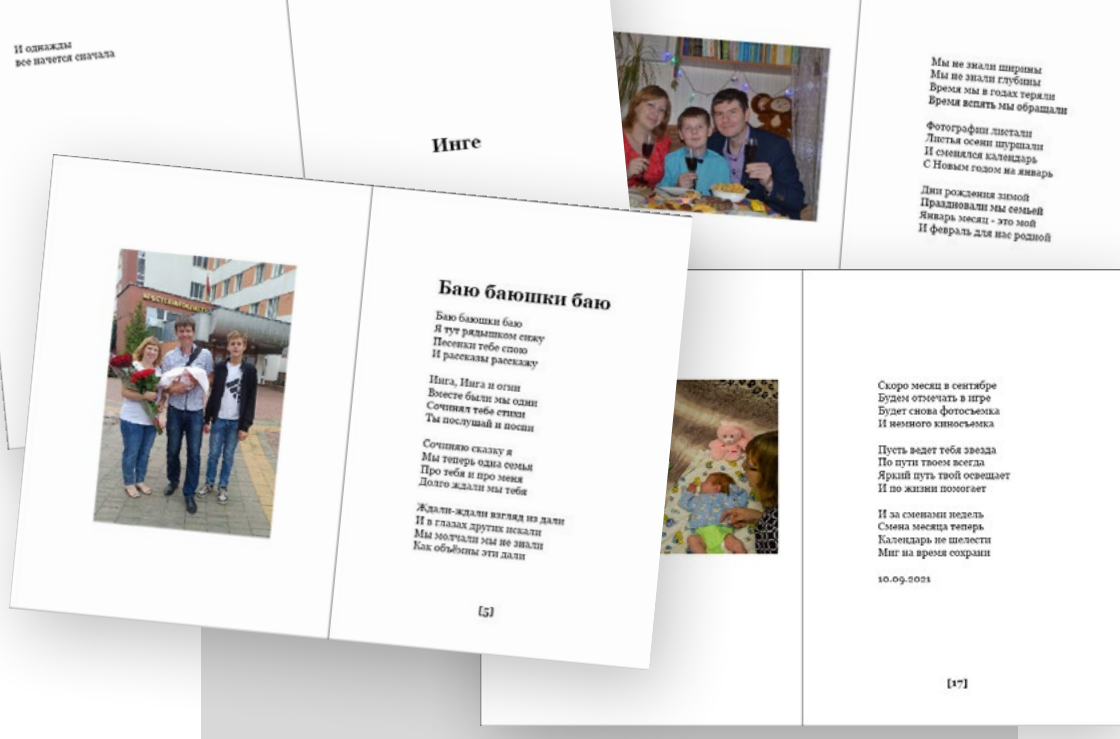 И однажды
все начется сначала
Инге
Мы не знали ширины
Мы не знали глубины
Время мы в годах теряли
Время вспять мы обращали
Фотографии листали
Листья осени шуршали
И сменялся календарь
С Новым годом на январь
Дни рождения зимой
Праздновали мы семьей
Январь месяц - это мой
И февраль для нас родной
Баю баюшки баю
Баю баюшки баю
Я тут рядышком сижу
Песенки тебе спою
И рассказы расскажу
Инга, Инга и огни
Вместе были мы одни
Сочинял тебе стихи
Ты послушай и поспи
Сочиняю сказку я
Мы теперь одна семья
Про тебя и про меня
Долго ждали мы тебя
Ждали-ждали взгляд из дали
И в глазах других искали
Мы молчали мы не знали
Как объёмны эти дали
[5]
Скоро месяц в сентябре
Будем отмечать в игре
Будет снова фотосъемка
И немного киносъемка
Пусть ведет тебя звезда
По пути твоем всегда
Яркий путь твой освещает
И по жизни помогает
И за сменами недель
Смена месяца теперь
Календарь не шелести
Миг на время сохрани
10.09.2021
[17]